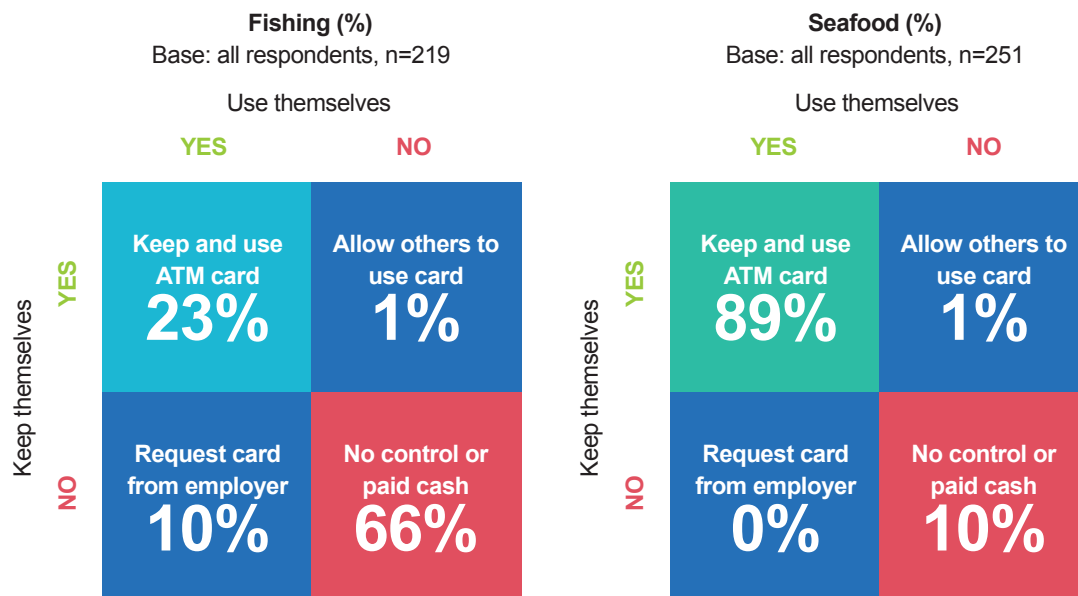 Fishing (%)
Base: all respondents, n=219
Use themselves
YES
NO
Keep themselves
YES
Keep and use
ATM card
23%
Allow others to
use card
1%
NO
Request card
from employer
10%
No control or
paid cash
66%
Seafood (%)
Base: all respondents, n=251
Use themselves
YES
NO
Keep themselves
YES
Keep and use
ATM card
89%
Allow others to
use card
1%
NO
Request card
from employer
0%
No control or
paid cash
10%